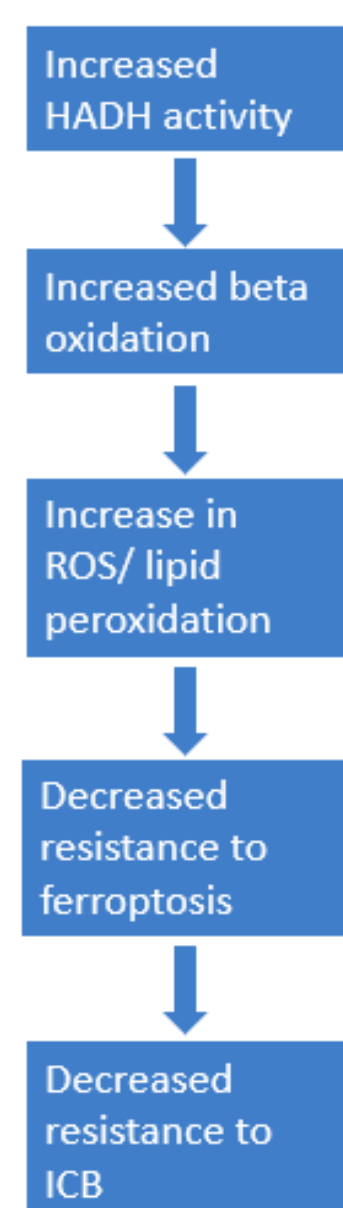 Increased
HADH activity
Increased beta
oxidation
Increase in
ROS/ lipid
peroxidation
Decreased
resistance to
ferroptosis
Decreased
resistance to
ICB